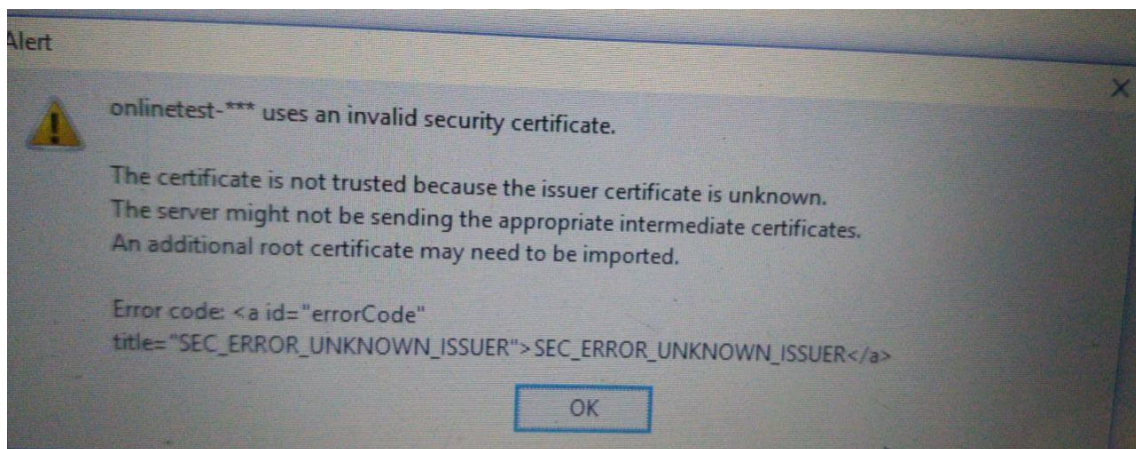 Alert
onlinetest-*** uses an invalid security certificate.
The certificate is not trusted because the issuer certificate is unknown.
The server might not be sending the appropriate intermediate certificates.
An additional root certificate may need to be imported.
Error code: <a id="errorCode"
title="SEC_ERROR_UNKNOWN_ISSUER">SEC_ERROR_UNKNOWN_ISSUER</a>
OK